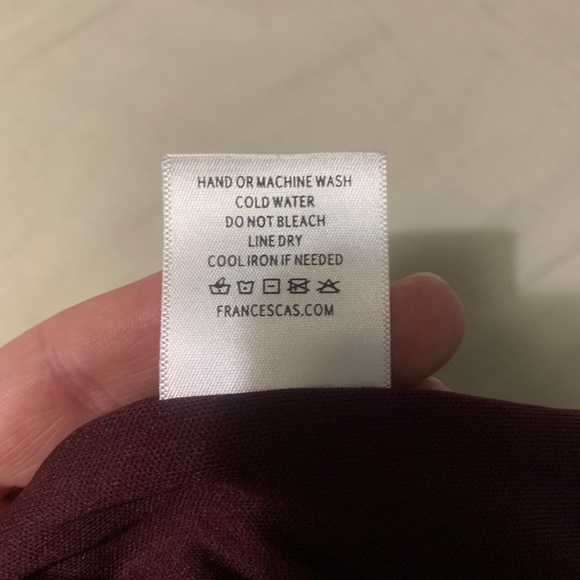 HAND OR MACHINE WASH
COLD WATER
DO NOT BLEACH
LINE DRY
COOL IRON IF NEEDED
FRANCESCAS.COM